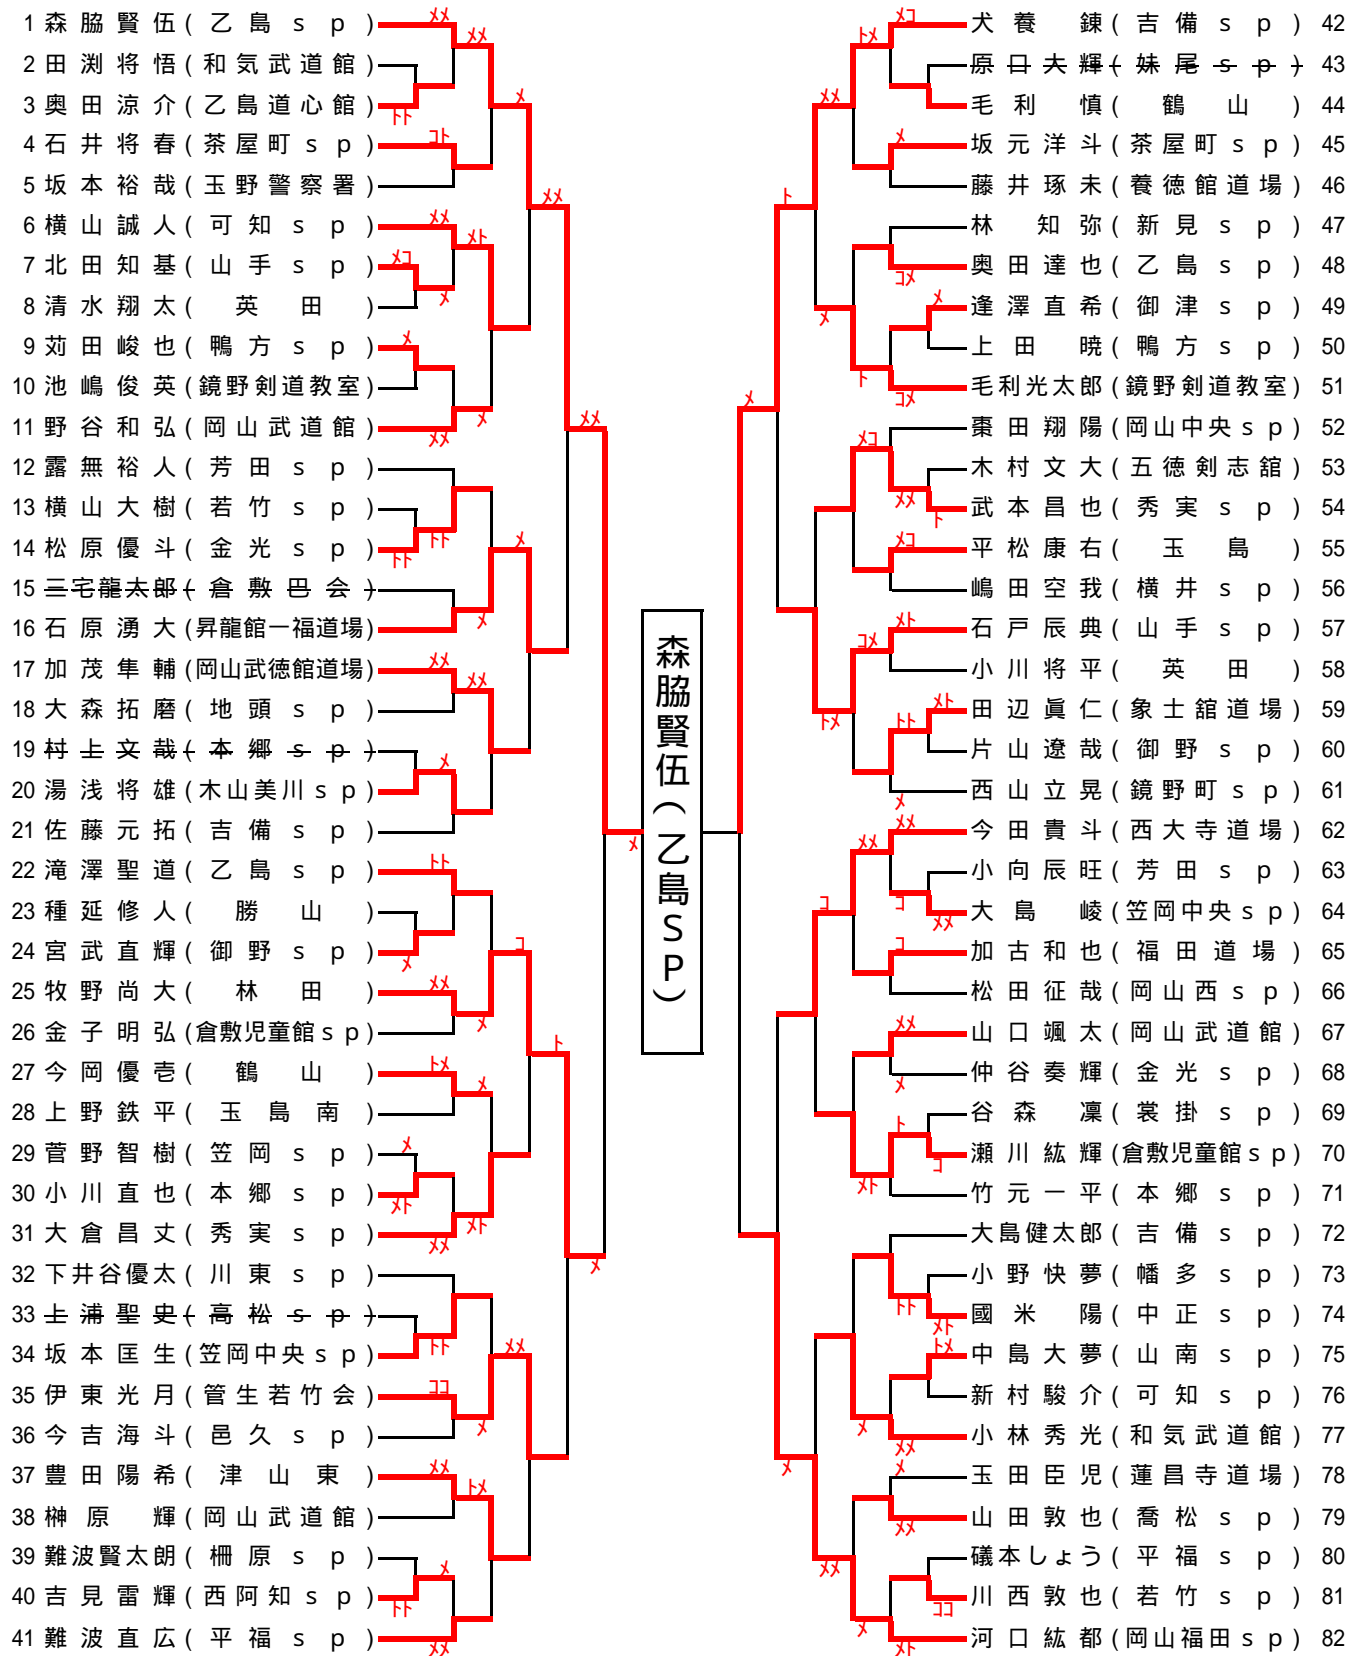 1 森脇賢伍(乙島sp)
2 田渕将悟(和気武道館)
3 奥田涼介(乙島道心館)
4 石井将春(茶屋町sp)
5 坂本裕哉(玉野警察署)
6 横山誠人(可知sp)
7 北田知基(山手sp)
8 清水翔太(英田)
9 苅田峻也(鴨方sp)
10 池嶋俊英(鏡野剣道教室)
11 野谷和弘(岡山武道館)
12 露無裕人(芳田sp)
13 横山大樹(若竹sp)
14 松原優斗(金光sp)
15 三宅龍太郎(倉敷巴会)
16 石原湧大(昇龍館一福道場)
17 加茂隼輔(岡山武徳館道場)
18 大森拓磨(地頭sp)
19 村上文哉(本郷sp)
20 湯浅将雄(木山美川sp)
21 佐藤元拓(吉備sp)
22 滝澤聖道(乙島sp)
23 種延修人(勝山)
24 宮武直輝(御野sp)
25 牧野尚大(林田)
26 金子明弘(倉敷児童館sp)
27 今岡優壱(鶴山)
28 上野鉄平(玉島南)
29 菅野智樹(笠岡sp)
30 小川直也(本郷sp)
31 大倉昌丈(秀実sp)
32 下井谷優太(川東sp)
33 上浦聖史(高松sp)
34 坂本匡生(笠岡中央sp)
35 伊東光月(管生若竹会)
36 今吉海斗(邑久sp)
37 豊田陽希(津山東)
38 榊原輝(岡山武道館)
39 難波賢太朗(柵原sp)
40 吉見雷輝(西阿知sp)
41 難波直広(平福sp)
森脇賢伍(乙島SP)
犬養錬(吉備sp) 42
原口大輝(妹尾sp) 43
毛利慎(鶴山) 44
坂元洋斗(茶屋町sp) 45
藤井琢未(養徳館道場) 46
林知弥(新見sp) 47
奥田達也(乙島sp) 48
逢澤直希(御津sp) 49
上田暁(鴨方sp) 50
毛利光太郎(鏡野剣道教室) 51
棗田翔陽(岡山中央sp) 52
木村文大(五徳剣志舘) 53
武本昌也(秀実sp) 54
平松康右(玉島) 55
嶋田空我(横井sp) 56
石戸辰典(山手sp) 57
小川将平(英田) 58
田辺眞仁(象士舘道場) 59
片山遼哉(御野sp) 60
西山立晃(鏡野町sp) 61
今田貴斗(西大寺道場) 62
小向辰旺(芳田sp) 63
大島崚(笠岡中央sp) 64
加古和也(福田道場) 65
松田征哉(岡山西sp) 66
山口颯太(岡山武道館) 67
仲谷奏輝(金光sp) 68
谷森凜(裳掛sp) 69
瀬川紘輝(倉敷児童館sp) 70
竹元一平(本郷sp) 71
大島健太郎(吉備sp) 72
小野快夢(幡多sp) 73
國米陽(中正sp) 74
中島大夢(山南sp) 75
新村駿介(可知sp) 76
小林秀光(和気武道館) 77
玉田臣児(蓮昌寺道場) 78
山田敦也(喬松sp) 79
礒本しょう(平福sp) 80
川西敦也(若竹sp) 81
河口紘都(岡山福田sp) 82